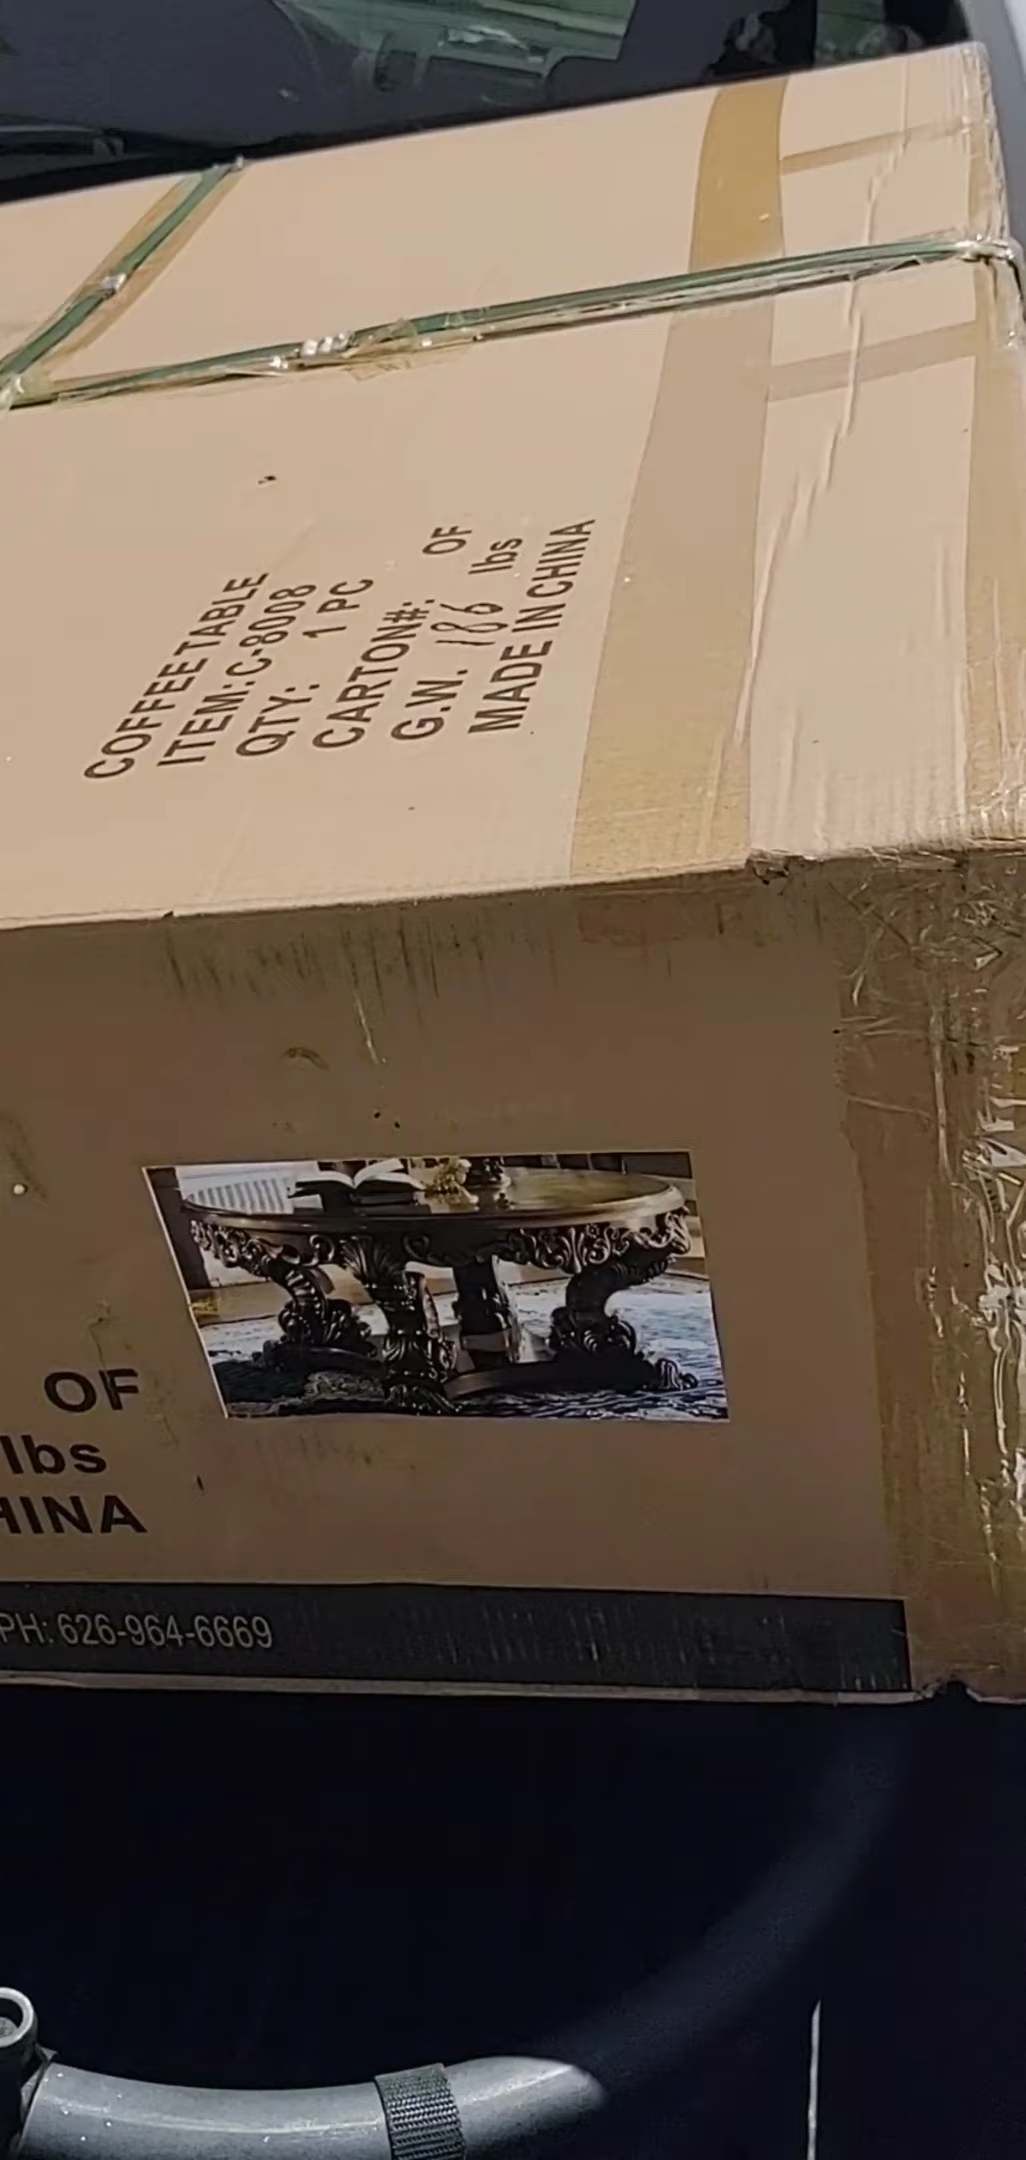 COFFEE TABLE
ITEM: C-8008
QTY: 1 PC
CARTON#: OF
G.W. 186 lbs
MADE IN CHINA
OF
lbs
HINA
PH: 626-964-6669